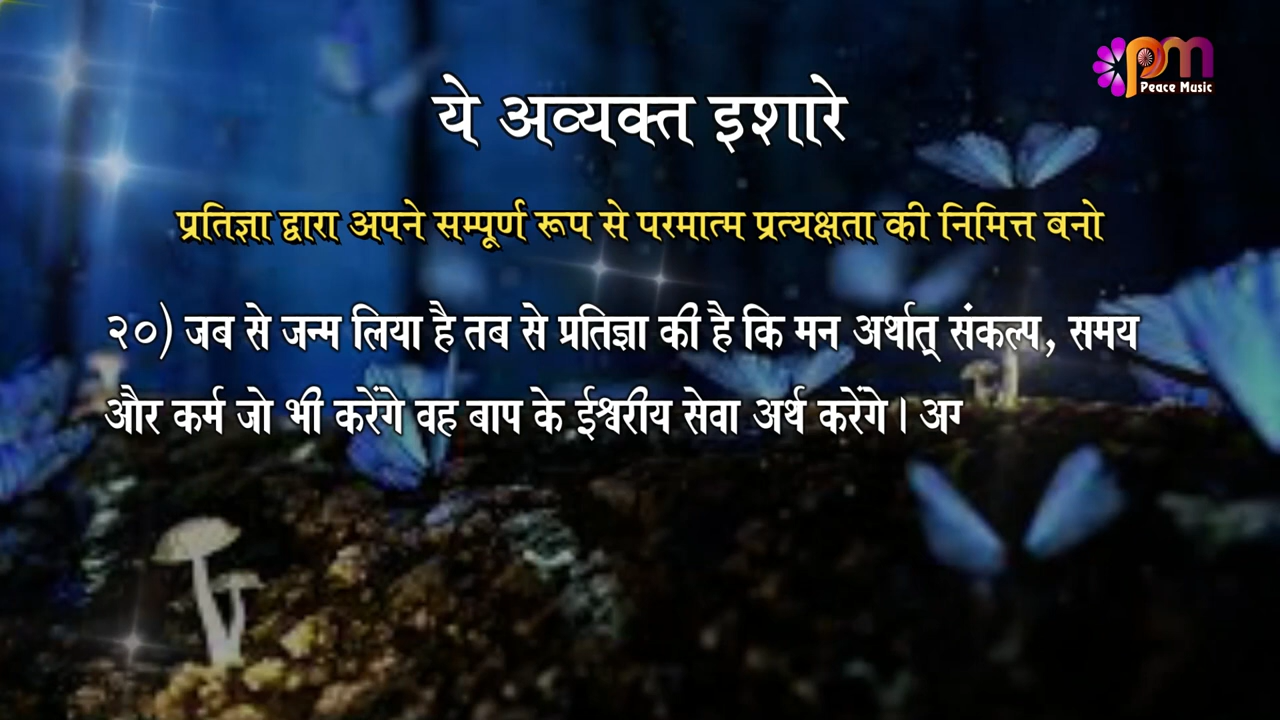 pm
Peace Music
ये अव्यक्त इशारे
प्रतिज्ञा द्वारा अपने सम्पूर्ण रूप से परमात्म प्रत्यक्षता की निमित्त बनो
२०) जब से जन्म लिया है तब से प्रतिज्ञा की है कि मन अर्थात् संकल्प, समय
और कर्म जो भी करेंगे वह बाप के ईश्वरीय सेवा अर्थ करेंगे। अग